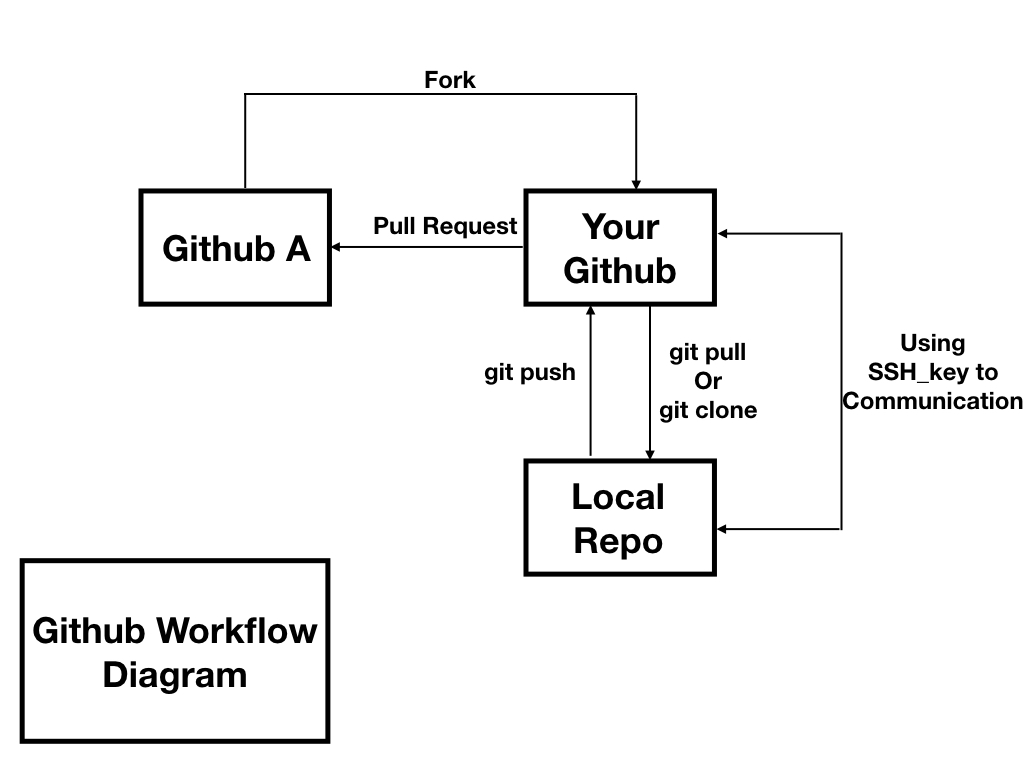 Fork
Github A
Pull Request
Your
Github
git push
git pull
Or
git clone
Using
SSH_key to
Communication
Local
Repo
Github Workflow
Diagram